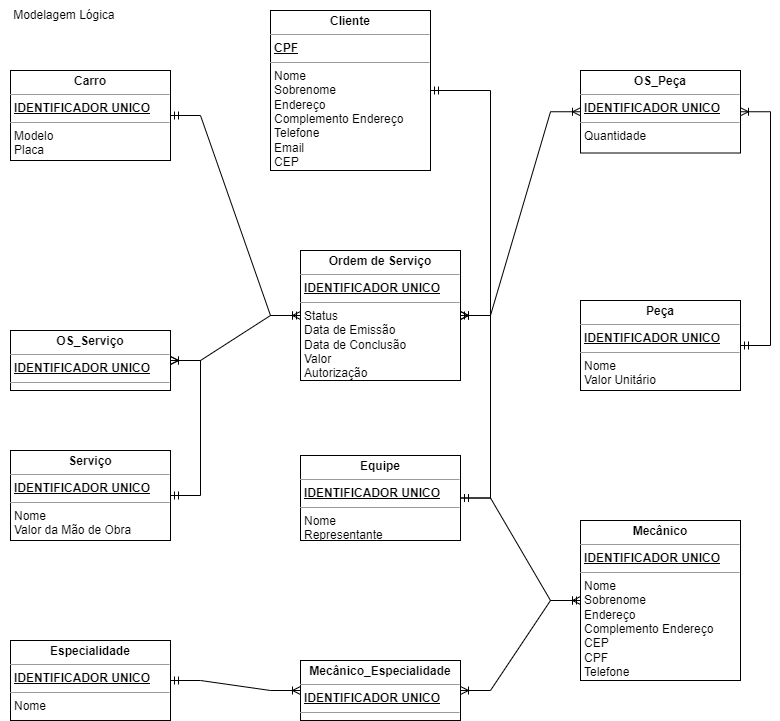 Modelagem Lógica
Cliente
CPF
Nome
Sobrenome
Endereço
Complemento Endereço
Telefone
Email
CEP
Carro
IDENTIFICADOR UNICO
Modelo
Placa
OS_Peça
IDENTIFICADOR UNICO
Quantidade
Ordem de Serviço
IDENTIFICADOR UNICO
Status
Data de Emissão
Data de Conclusão
Valor
Autorização
OS_Serviço
IDENTIFICADOR UNICO
Peça
IDENTIFICADOR UNICO
Nome
Valor Unitário
Serviço
IDENTIFICADOR UNICO
Nome
Valor da Mão de Obra
Equipe
IDENTIFICADOR UNICO
Nome
Representante
Mecânico
IDENTIFICADOR UNICO
Nome
Sobrenome
Endereço
Complemento Endereço
CEP
CPF
Telefone
Especialidade
IDENTIFICADOR UNICO
Nome
Mecânico_Especialidade
IDENTIFICADOR UNICO